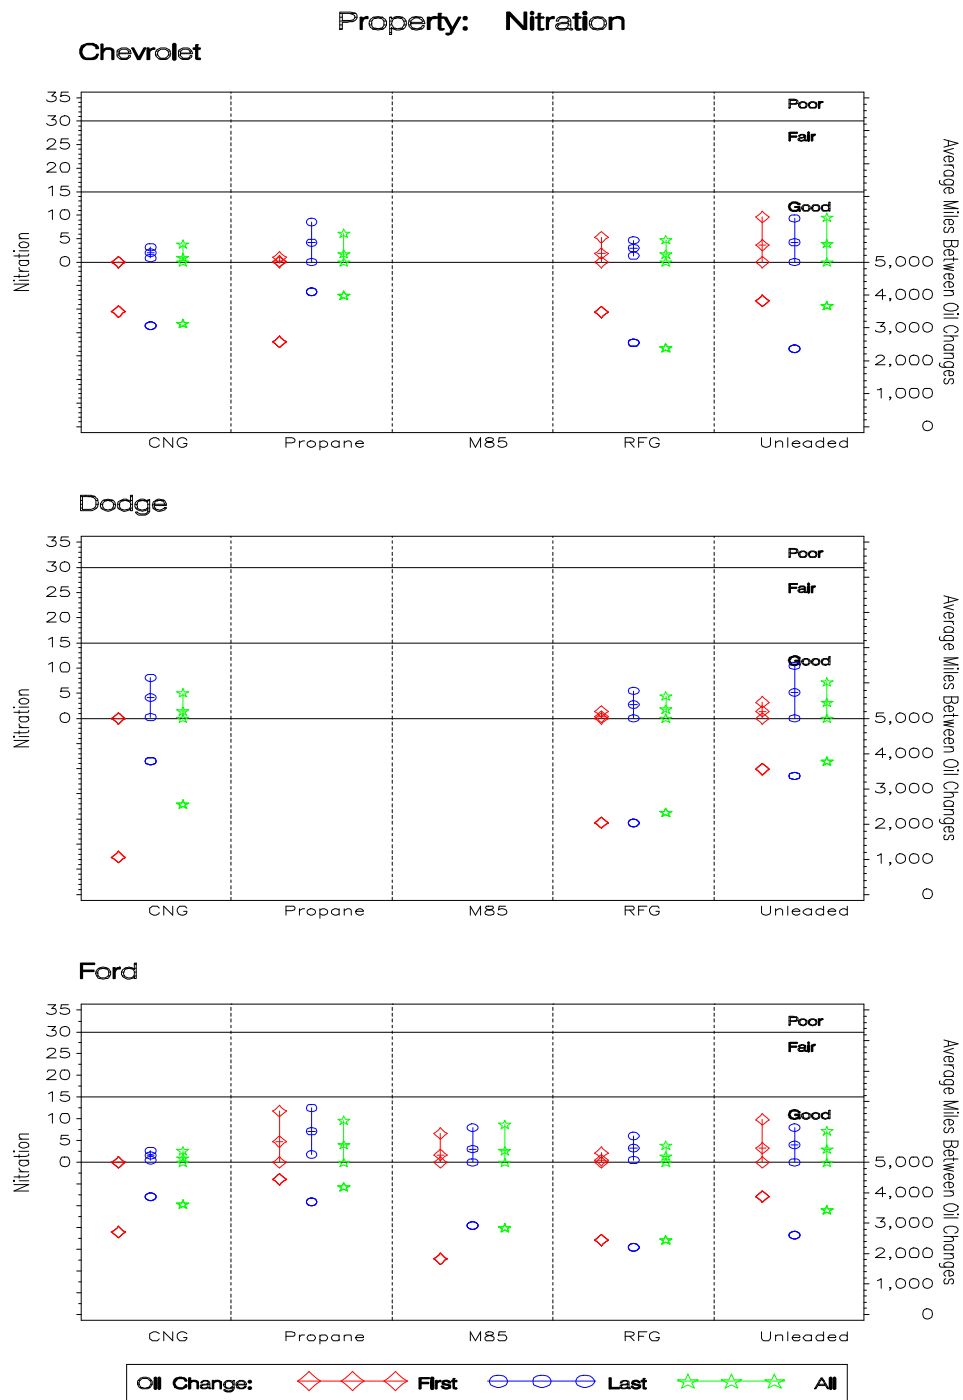 Property: Nitration
Chevrolet
35
30
25
20
15
10
5
0
Nitration
Poor
Fair
Good
5,000
4,000
3,000
2,000
1,000
0
Average Miles Between Oil Changes
CNG Propane M85 RFG Unleaded
Dodge
35
30
25
20
15
10
5
0
Nitration
Poor
Fair
Good
5,000
4,000
3,000
2,000
1,000
0
Average Miles Between Oil Changes
CNG Propane M85 RFG Unleaded
Ford
35
30
25
20
15
10
5
0
Nitration
Poor
Fair
Good
5,000
4,000
3,000
2,000
1,000
0
Average Miles Between Oil Changes
CNG Propane M85 RFG Unleaded
Oil Change: First Last All